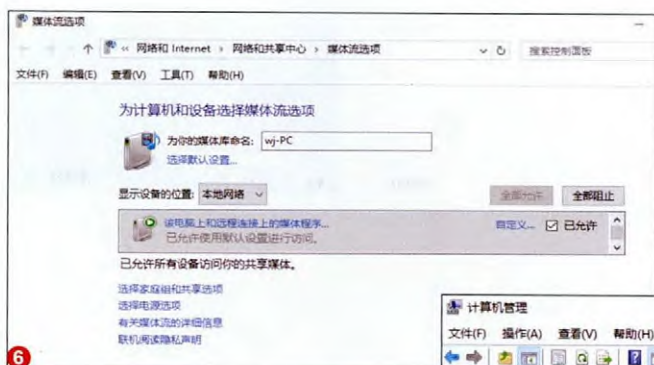 媒体流选项
« 网络和 Internet › 网络和共享中心 › 媒体流选项
搜索控制面板
文件(F) 编辑(E) 查看(V) 工具(T) 帮助(H)
为计算机和设备选择媒体流选项
为你的媒体库命名: wj-PC
选择默认设置...
显示设备的位置: 本地网络
全部允许 全部阻止
该电脑上和远程连接上的媒体程序...
自定义... 已允许
已允许使用默认设置进行访问。
已允许所有设备访问你的共享媒体。
选择家庭组和共享选项
选择电源选项
有关媒体流的详细信息
联机阅读隐私声明
计算机管理
文件(F) 操作(A) 查看(V) 帮助(H)
6